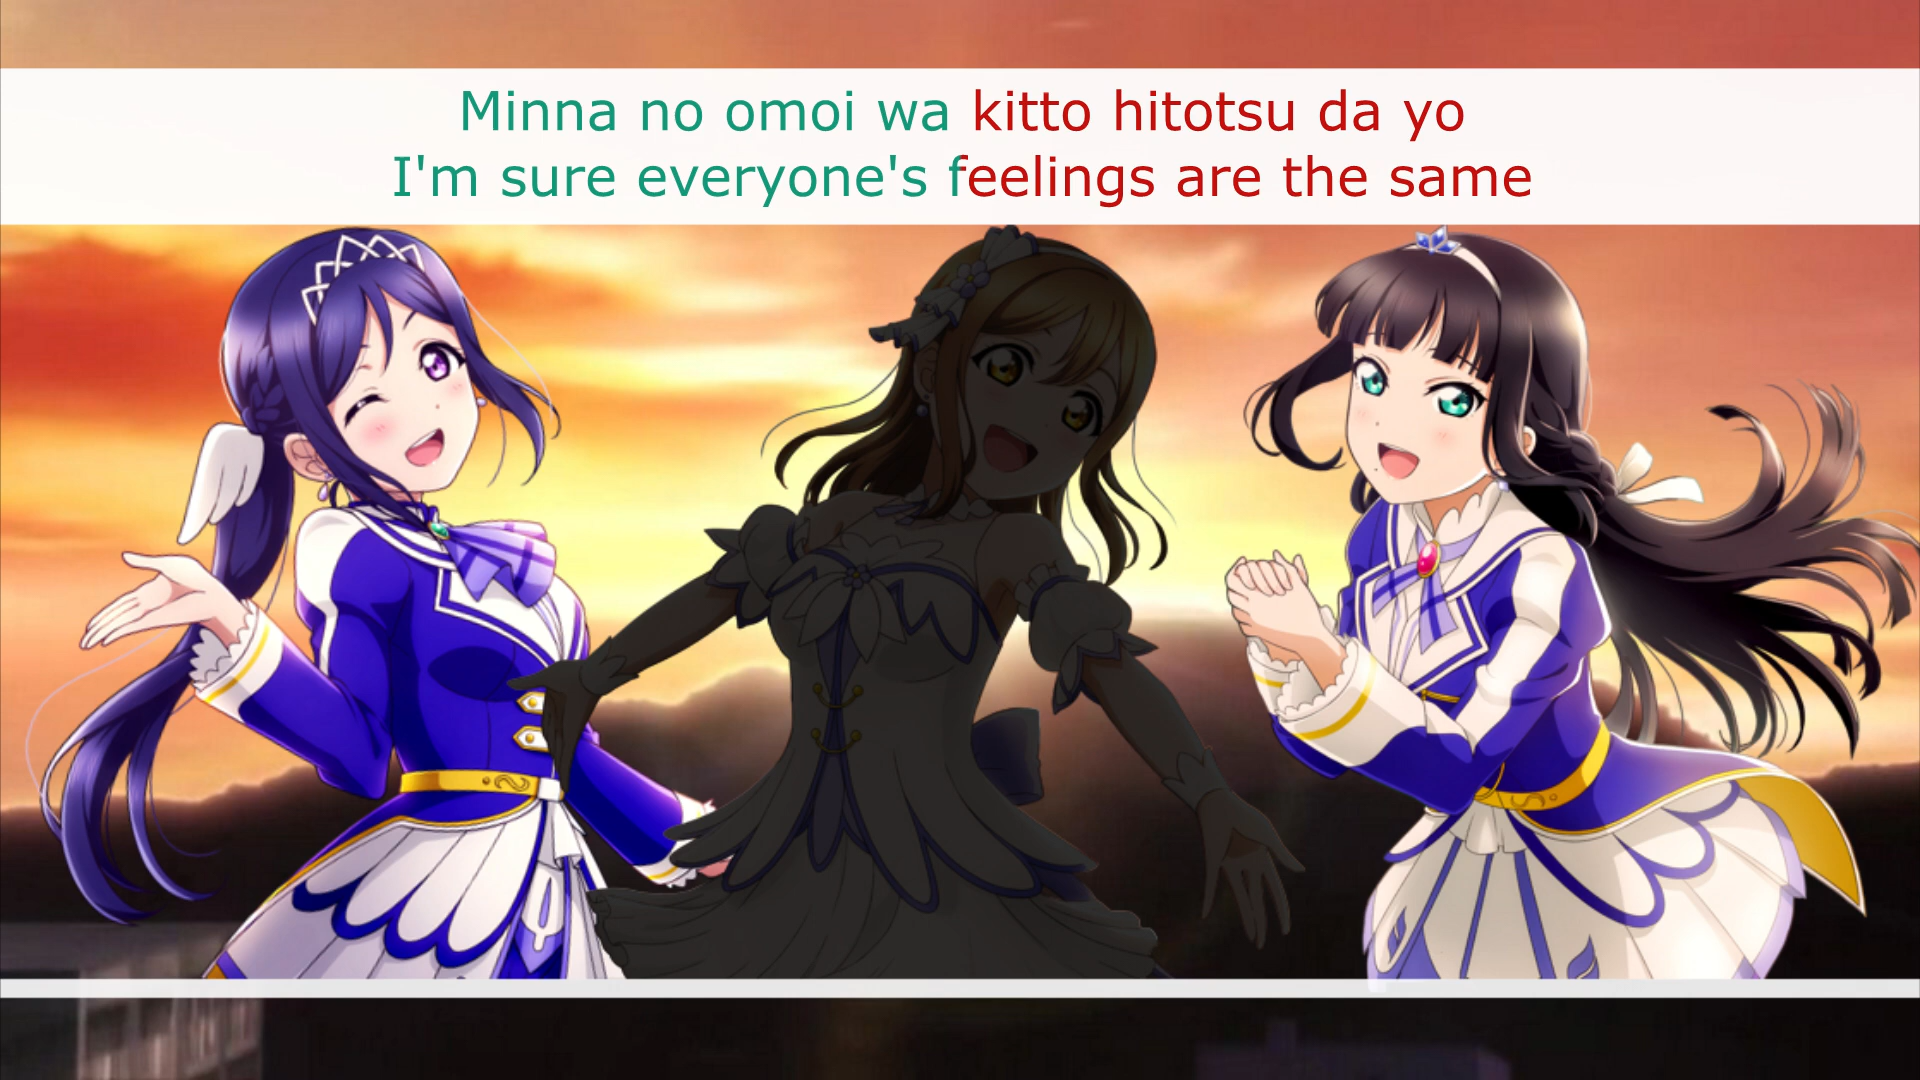 Minna no omoi wa kitto hitotsu da yo
I'm sure everyone's feelings are the same